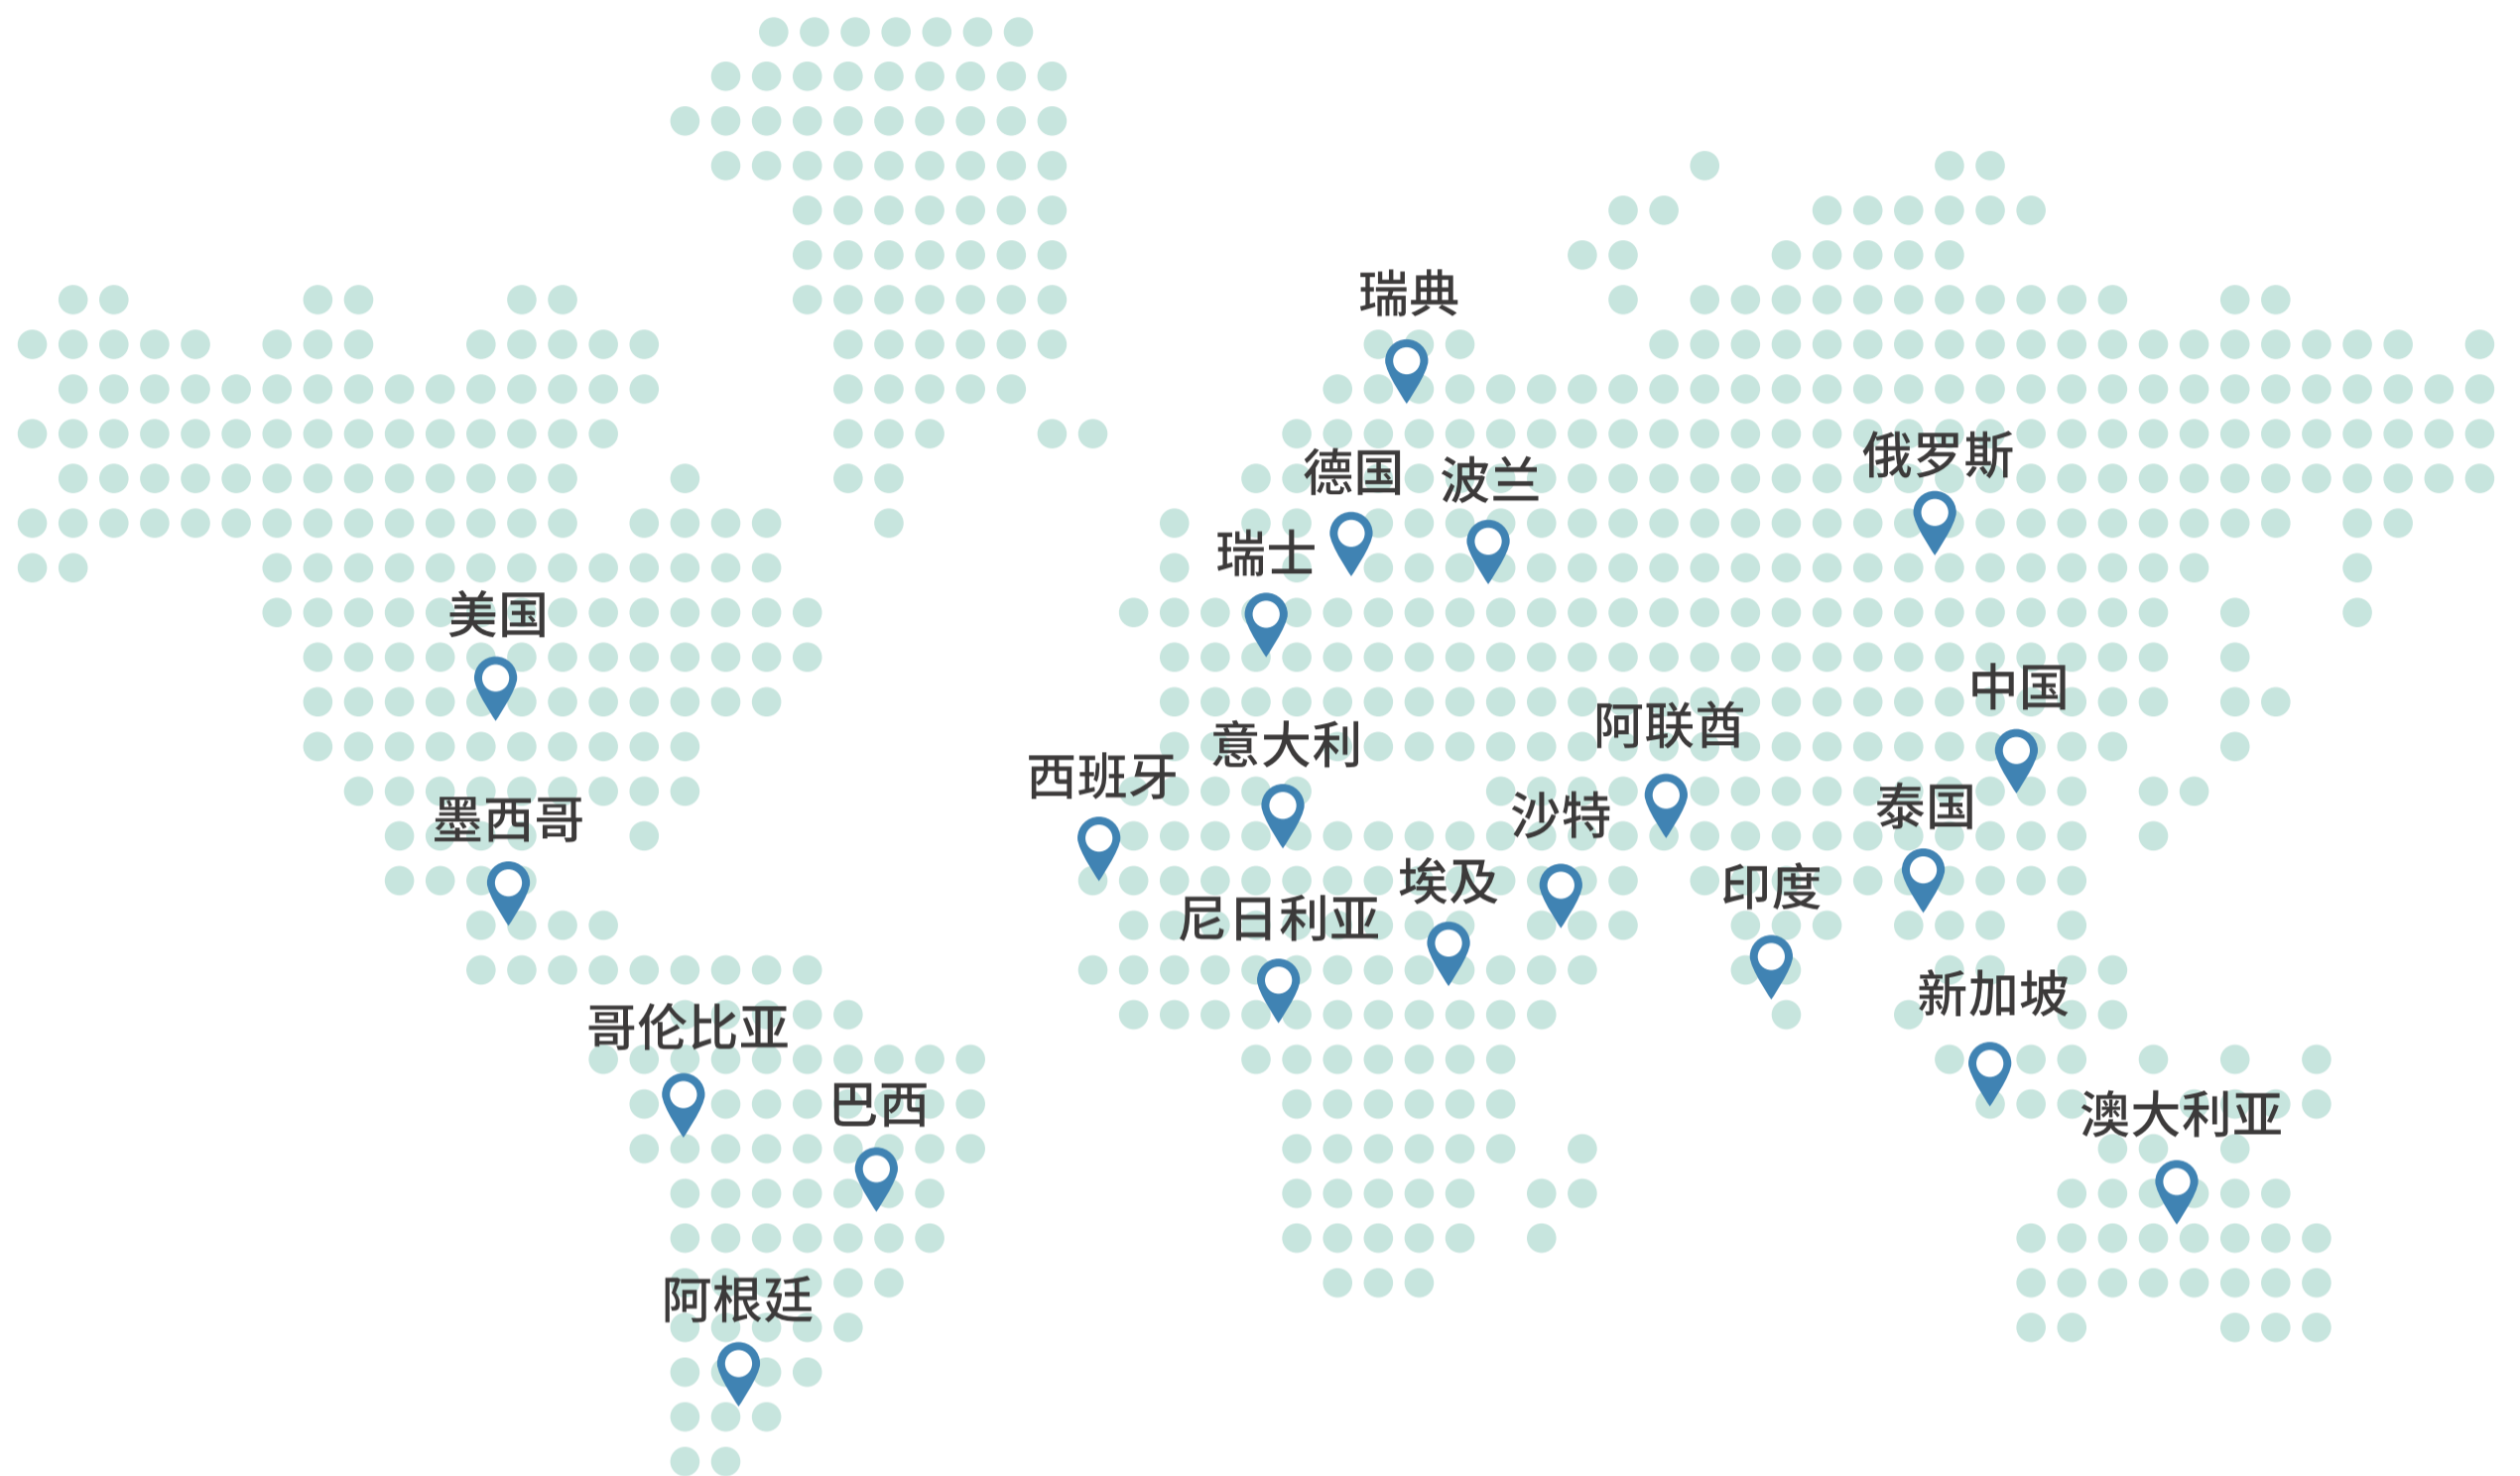 瑞典
德国
波兰
俄罗斯
瑞士
美国
中国
阿联酋
意大利
西班牙
沙特
泰国
墨西哥
埃及
印度
尼日利亚
新加坡
哥伦比亚
巴西
澳大利亚
阿根廷